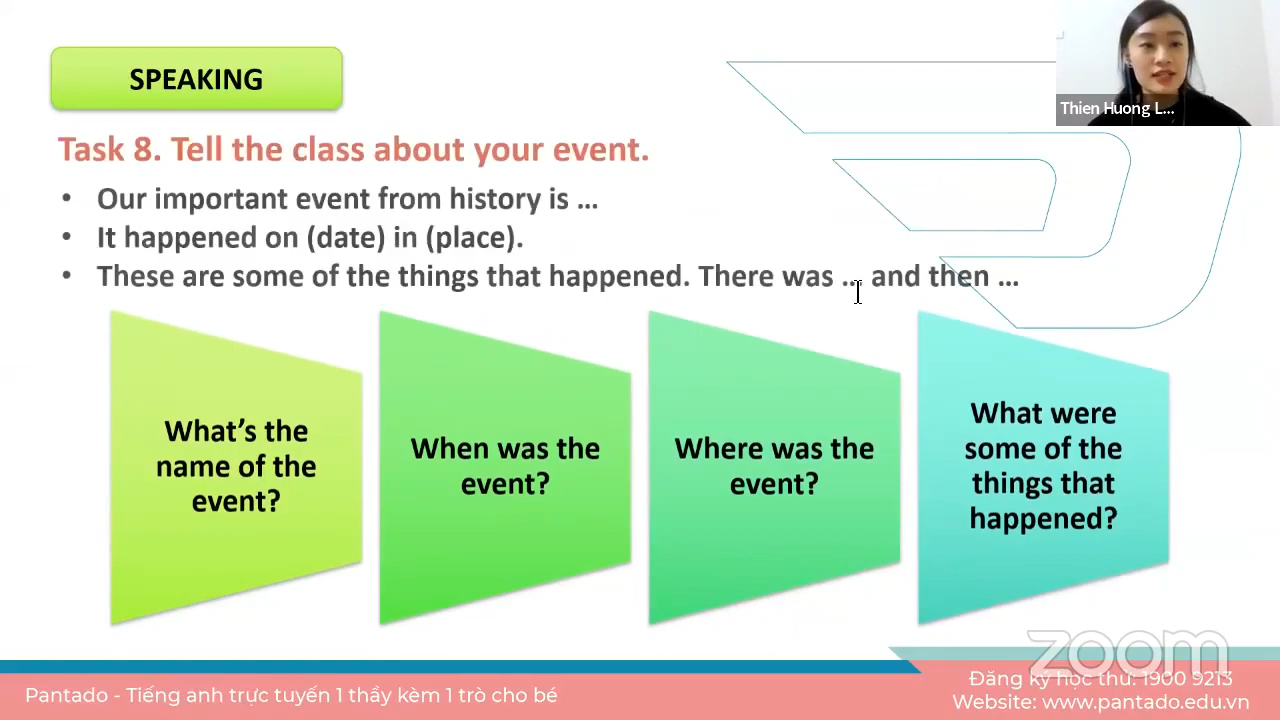 SPEAKING
Thien Huong L...
Task 8. Tell the class about your event.
• Our important event from history is ...
• It happened on (date) in (place).
• These are some of the things that happened. There was ... and then ...
What's the
name of the
event?
When was the
event?
Where was the
event?
What were
some of the
things that
happened?
zoom
Pantado - Tiếng anh trực tuyến 1 thầy kèm 1 trò cho bé
Đăng ký học thử: 1900 9213
Website: www.pantado.edu.vn